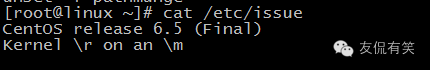 [root@linux ~]# cat /etc/issue
CentOS release 6.5 (Final)
Kernel \r on an \m
友侃有笑